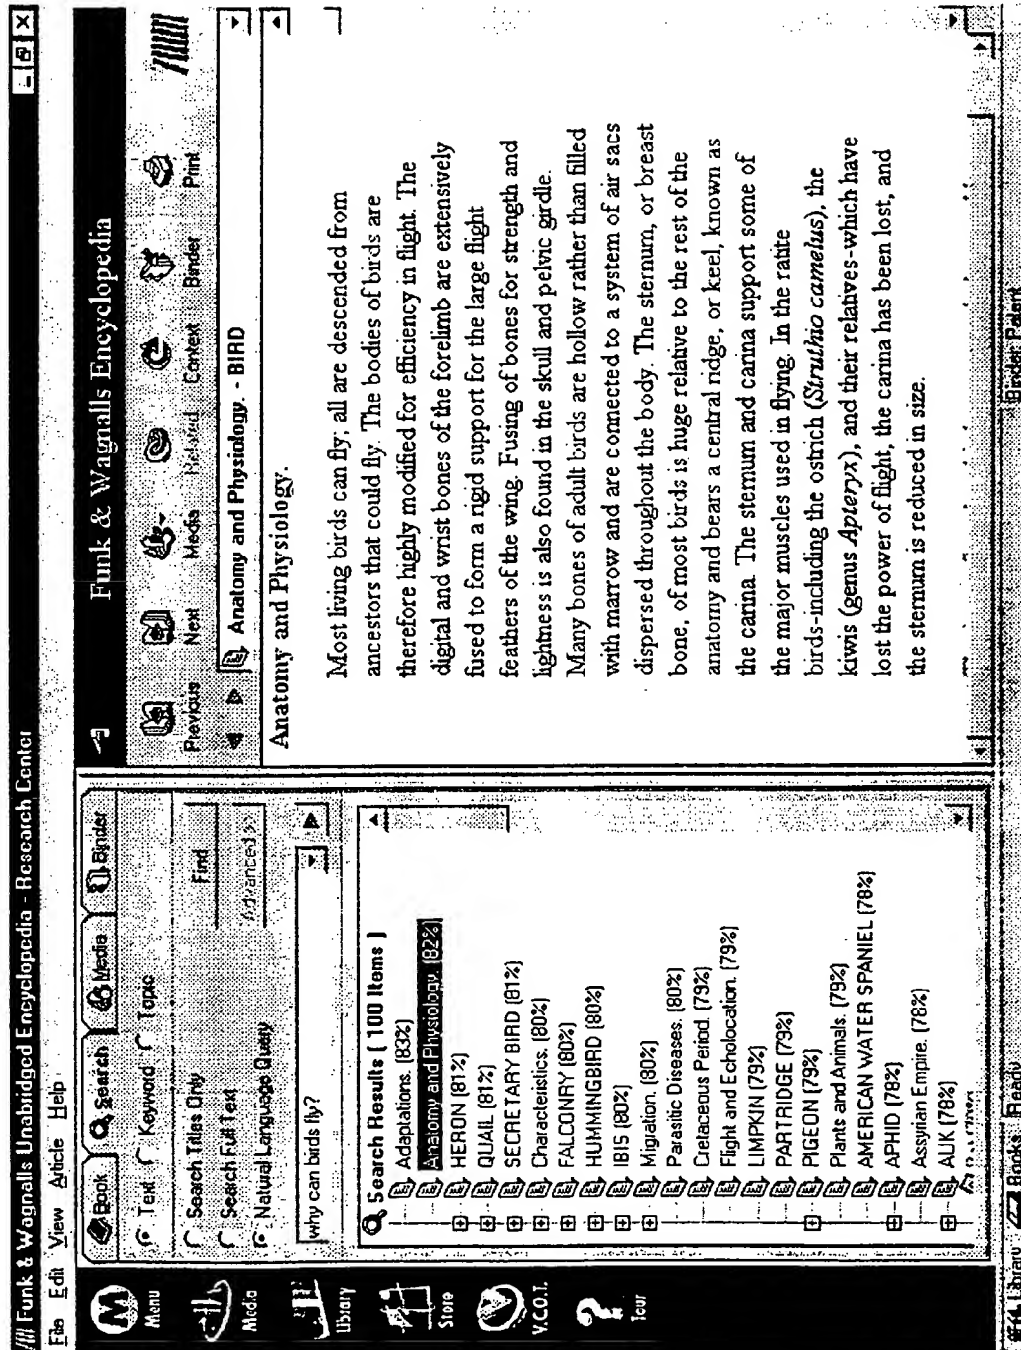 Funk & Wagnalls Unabridged Encyclopedia - Research Center
File Edit View Article Help
Menu
Media
Library
Store
V.C.O.T.
Tour
Book Search Media Binder
Text Keyword Topic
Search Titles Only
Search Full Text
Natural Language Query
Find
Advanced >>
why can birds fly?
Search Results ( 100 Items )
Adaptations. (83%)
Anatomy and Physiology. (82%)
HERON (81%)
QUAIL (81%)
SECRETARY BIRD (81%)
Characteristics. (80%)
FALCONRY (80%)
HUMMINGBIRD (80%)
IBIS (80%)
Migration. (80%)
Parasitic Diseases. (80%)
Cretaceous Period. (79%)
Flight and Echolocation. (79%)
LIMPKIN (79%)
PARTRIDGE (79%)
PIGEON (79%)
Plants and Animals. (79%)
AMERICAN WATER SPANIEL (78%)
APHID (78%)
Assyrian Empire. (78%)
AUK (78%)
Funk & Wagnalls Encyclopedia
Previous Next Media Related Context Binder Print
Anatomy and Physiology. - BIRD
Anatomy and Physiology.
Most living birds can fly; all are descended from
ancestors that could fly. The bodies of birds are
therefore highly modified for efficiency in flight. The
digital and wrist bones of the forelimb are extensively
fused to form a rigid support for the large flight
feathers of the wing. Fusing of bones for strength and
lightness is also found in the skull and pelvic girdle.
Many bones of adult birds are hollow rather than filled
with marrow and are connected to a system of air sacs
dispersed throughout the body. The sternum, or breast
bone, of most birds is huge relative to the rest of the
anatomy and bears a central ridge, or keel, known as
the carina. The sternum and carina support some of
the major muscles used in flying. In the ratite
birds-including the ostrich (Struthio camelus), the
kiwis (genus Apteryx), and their relatives-which have
lost the power of flight, the carina has been lost, and
the sternum is reduced in size.
Library Books Ready
Binder: Patent